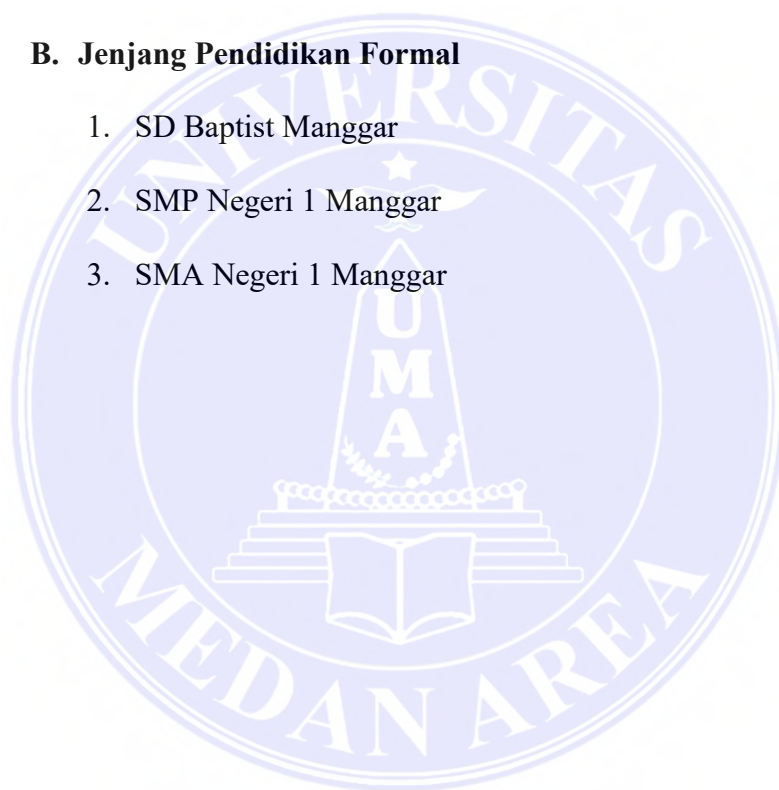 B. Jenjang Pendidikan Formal
1. SD Baptist Manggar
2. SMP Negeri 1 Manggar
3. SMA Negeri 1 Manggar
UNIVERSITAS
UMA
MEDAN AREA